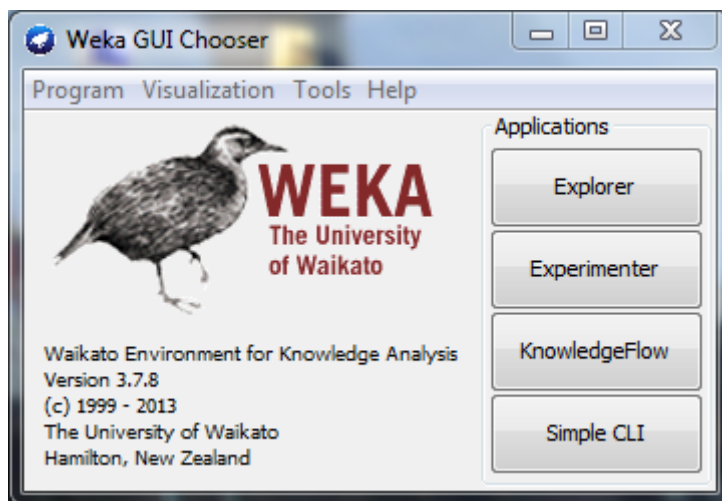 Weka GUI Chooser
Program Visualization Tools Help
WEKA
The University
of Waikato
Waikato Environment for Knowledge Analysis
Version 3.7.8
(c) 1999 - 2013
The University of Waikato
Hamilton, New Zealand
Applications
Explorer
Experimenter
KnowledgeFlow
Simple CLI